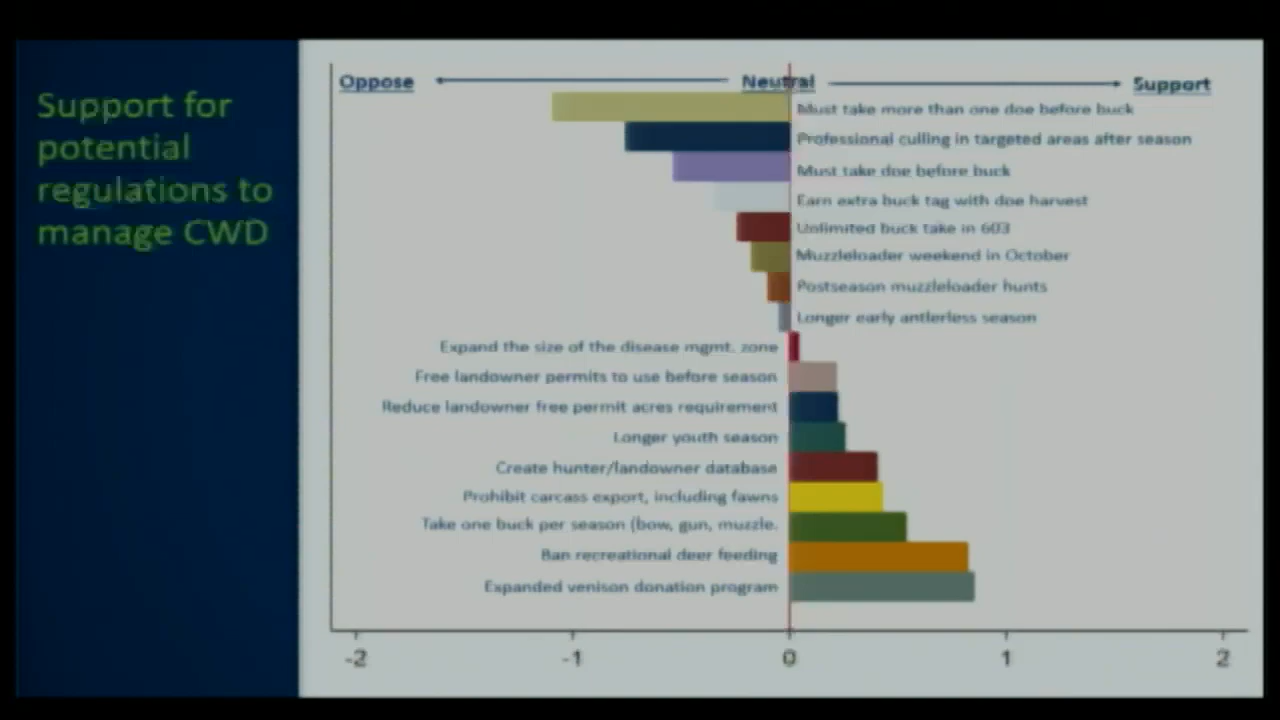 Support for
potential
regulations to
manage CWD
Oppose
Neutral
Support
Must take more than one doe before buck
Professional culling in targeted areas after season
Must take doe before buck
Earn extra buck tag with doe harvest
Unlimited buck take in 603
Muzzleloader weekend in October
Postseason muzzleloader hunts
Longer early antlerless season
Expand the size of the disease mgmt. zone
Free landowner permits to use before season
Reduce landowner free permit acres requirement
Longer youth season
Create hunter/landowner database
Prohibit carcass export, including fawns
Take one buck per season (bow, gun, muzzle.
Ban recreational deer feeding
Expanded venison donation program
-2 -1 0 1 2